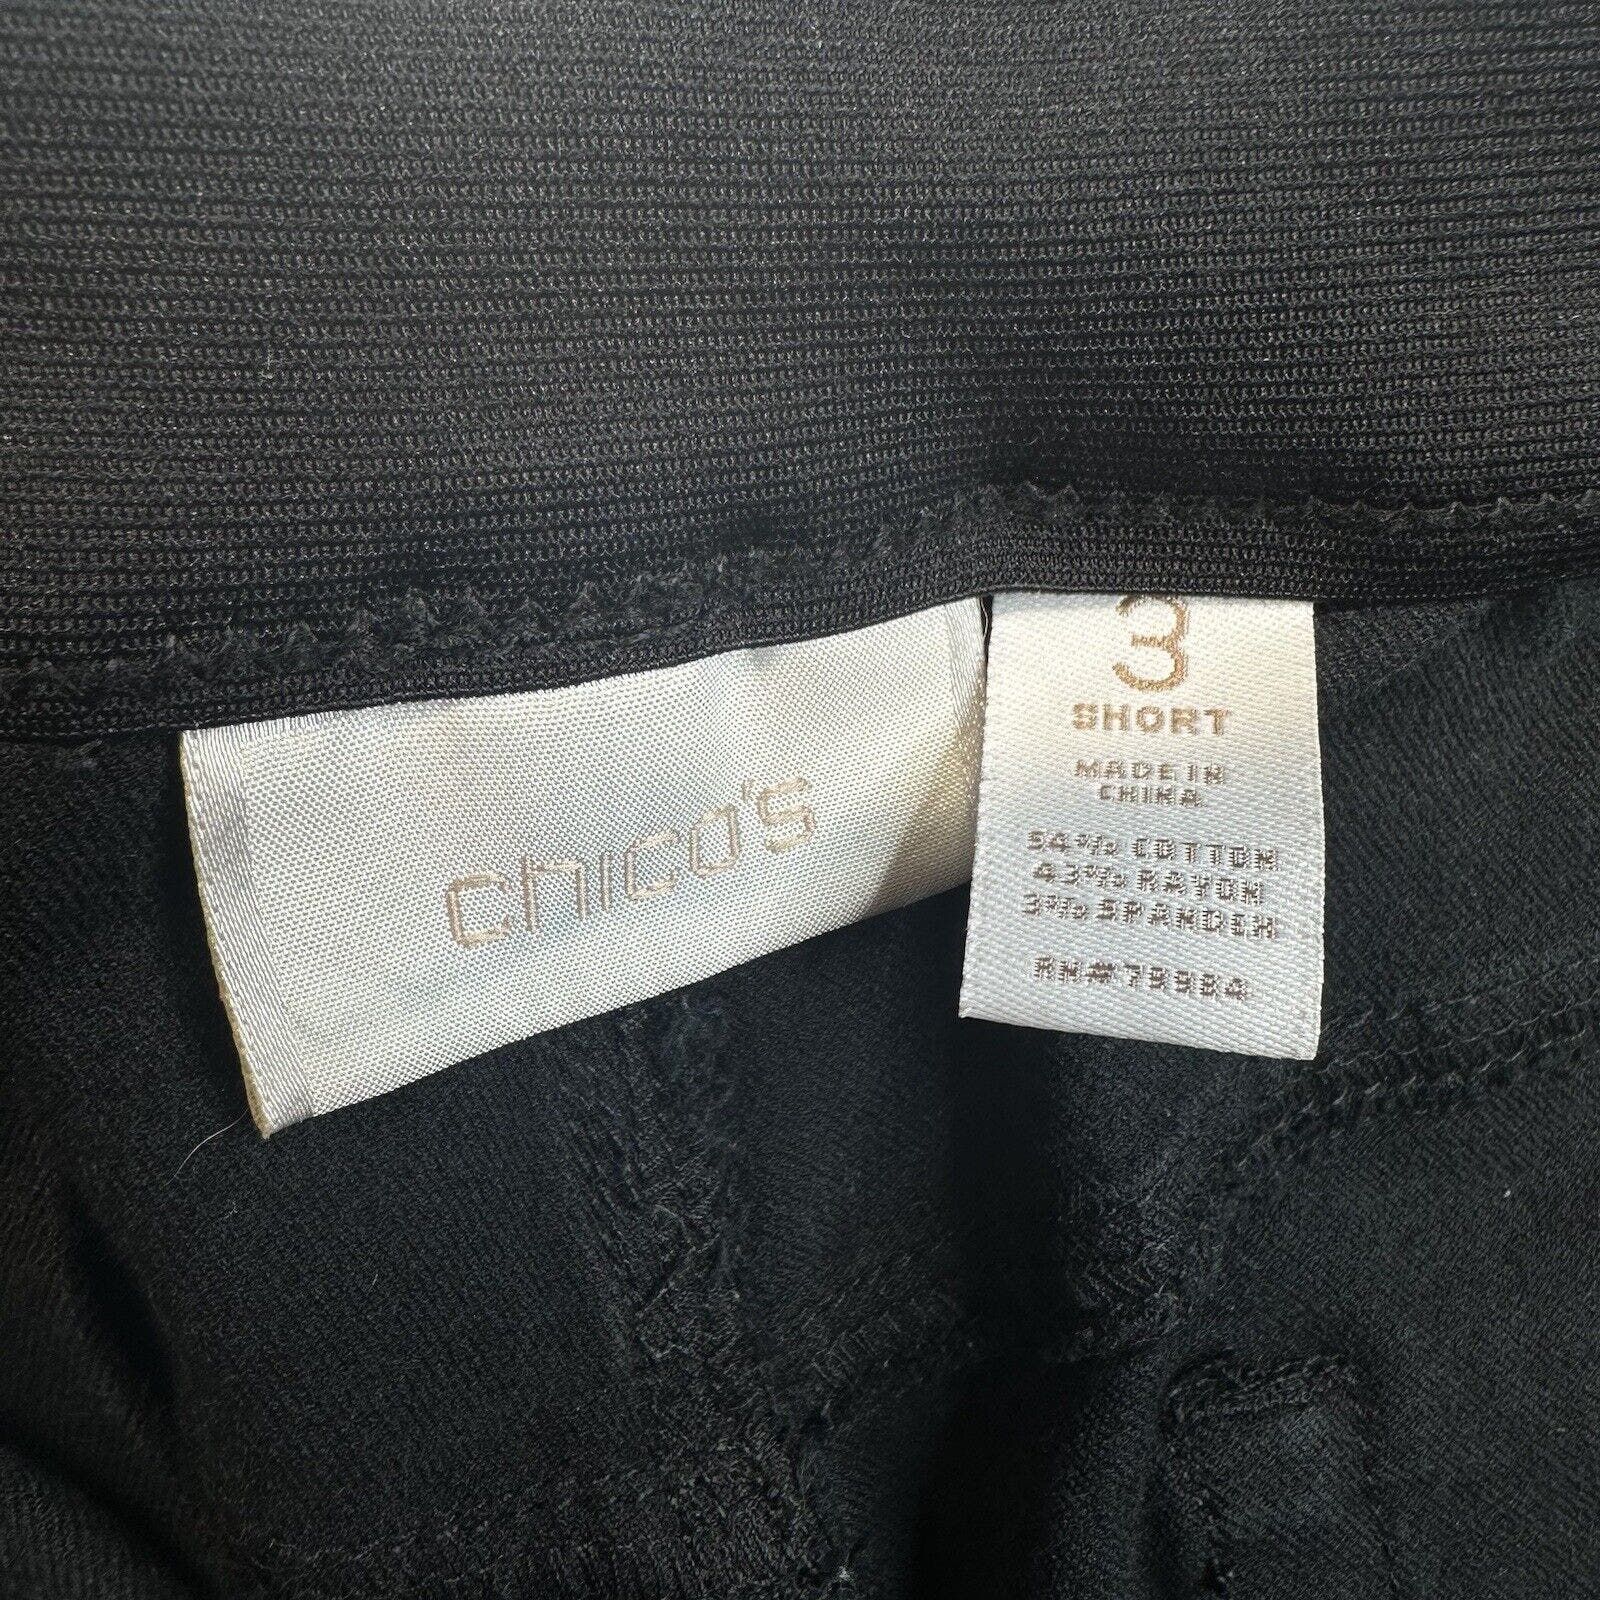 chico's
3
SHORT
MADE IN
CHINA
54% COTTON
43% RAYON
3% SPANDEX